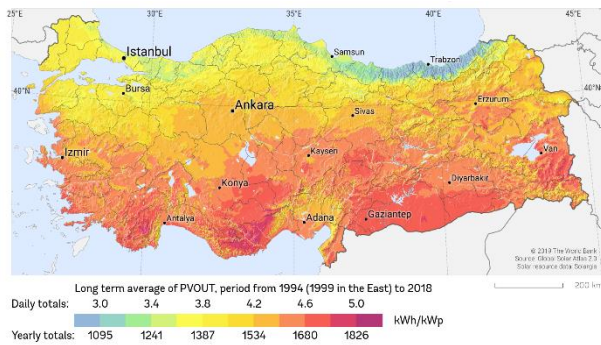 25°E 30°E 35°E 40°E 45°E
Istanbul
Samsun
Trabzon
Bursa
40°N
40°N
Ankara
Sivas
Erzurum
Izmir
Kayseri
Van
Konya
Diyarbakir
Antalya
Adana
Gaziantep
© 2019 The World Bank
Source: Global Solar Atlas 2.0
Solar resource data: Solargis
200 km
Long term average of PVOUT, period from 1994 (1999 in the East) to 2018
Daily totals: 3.0 3.4 3.8 4.2 4.6 5.0
kWh/kWp
Yearly totals: 1095 1241 1387 1534 1680 1826